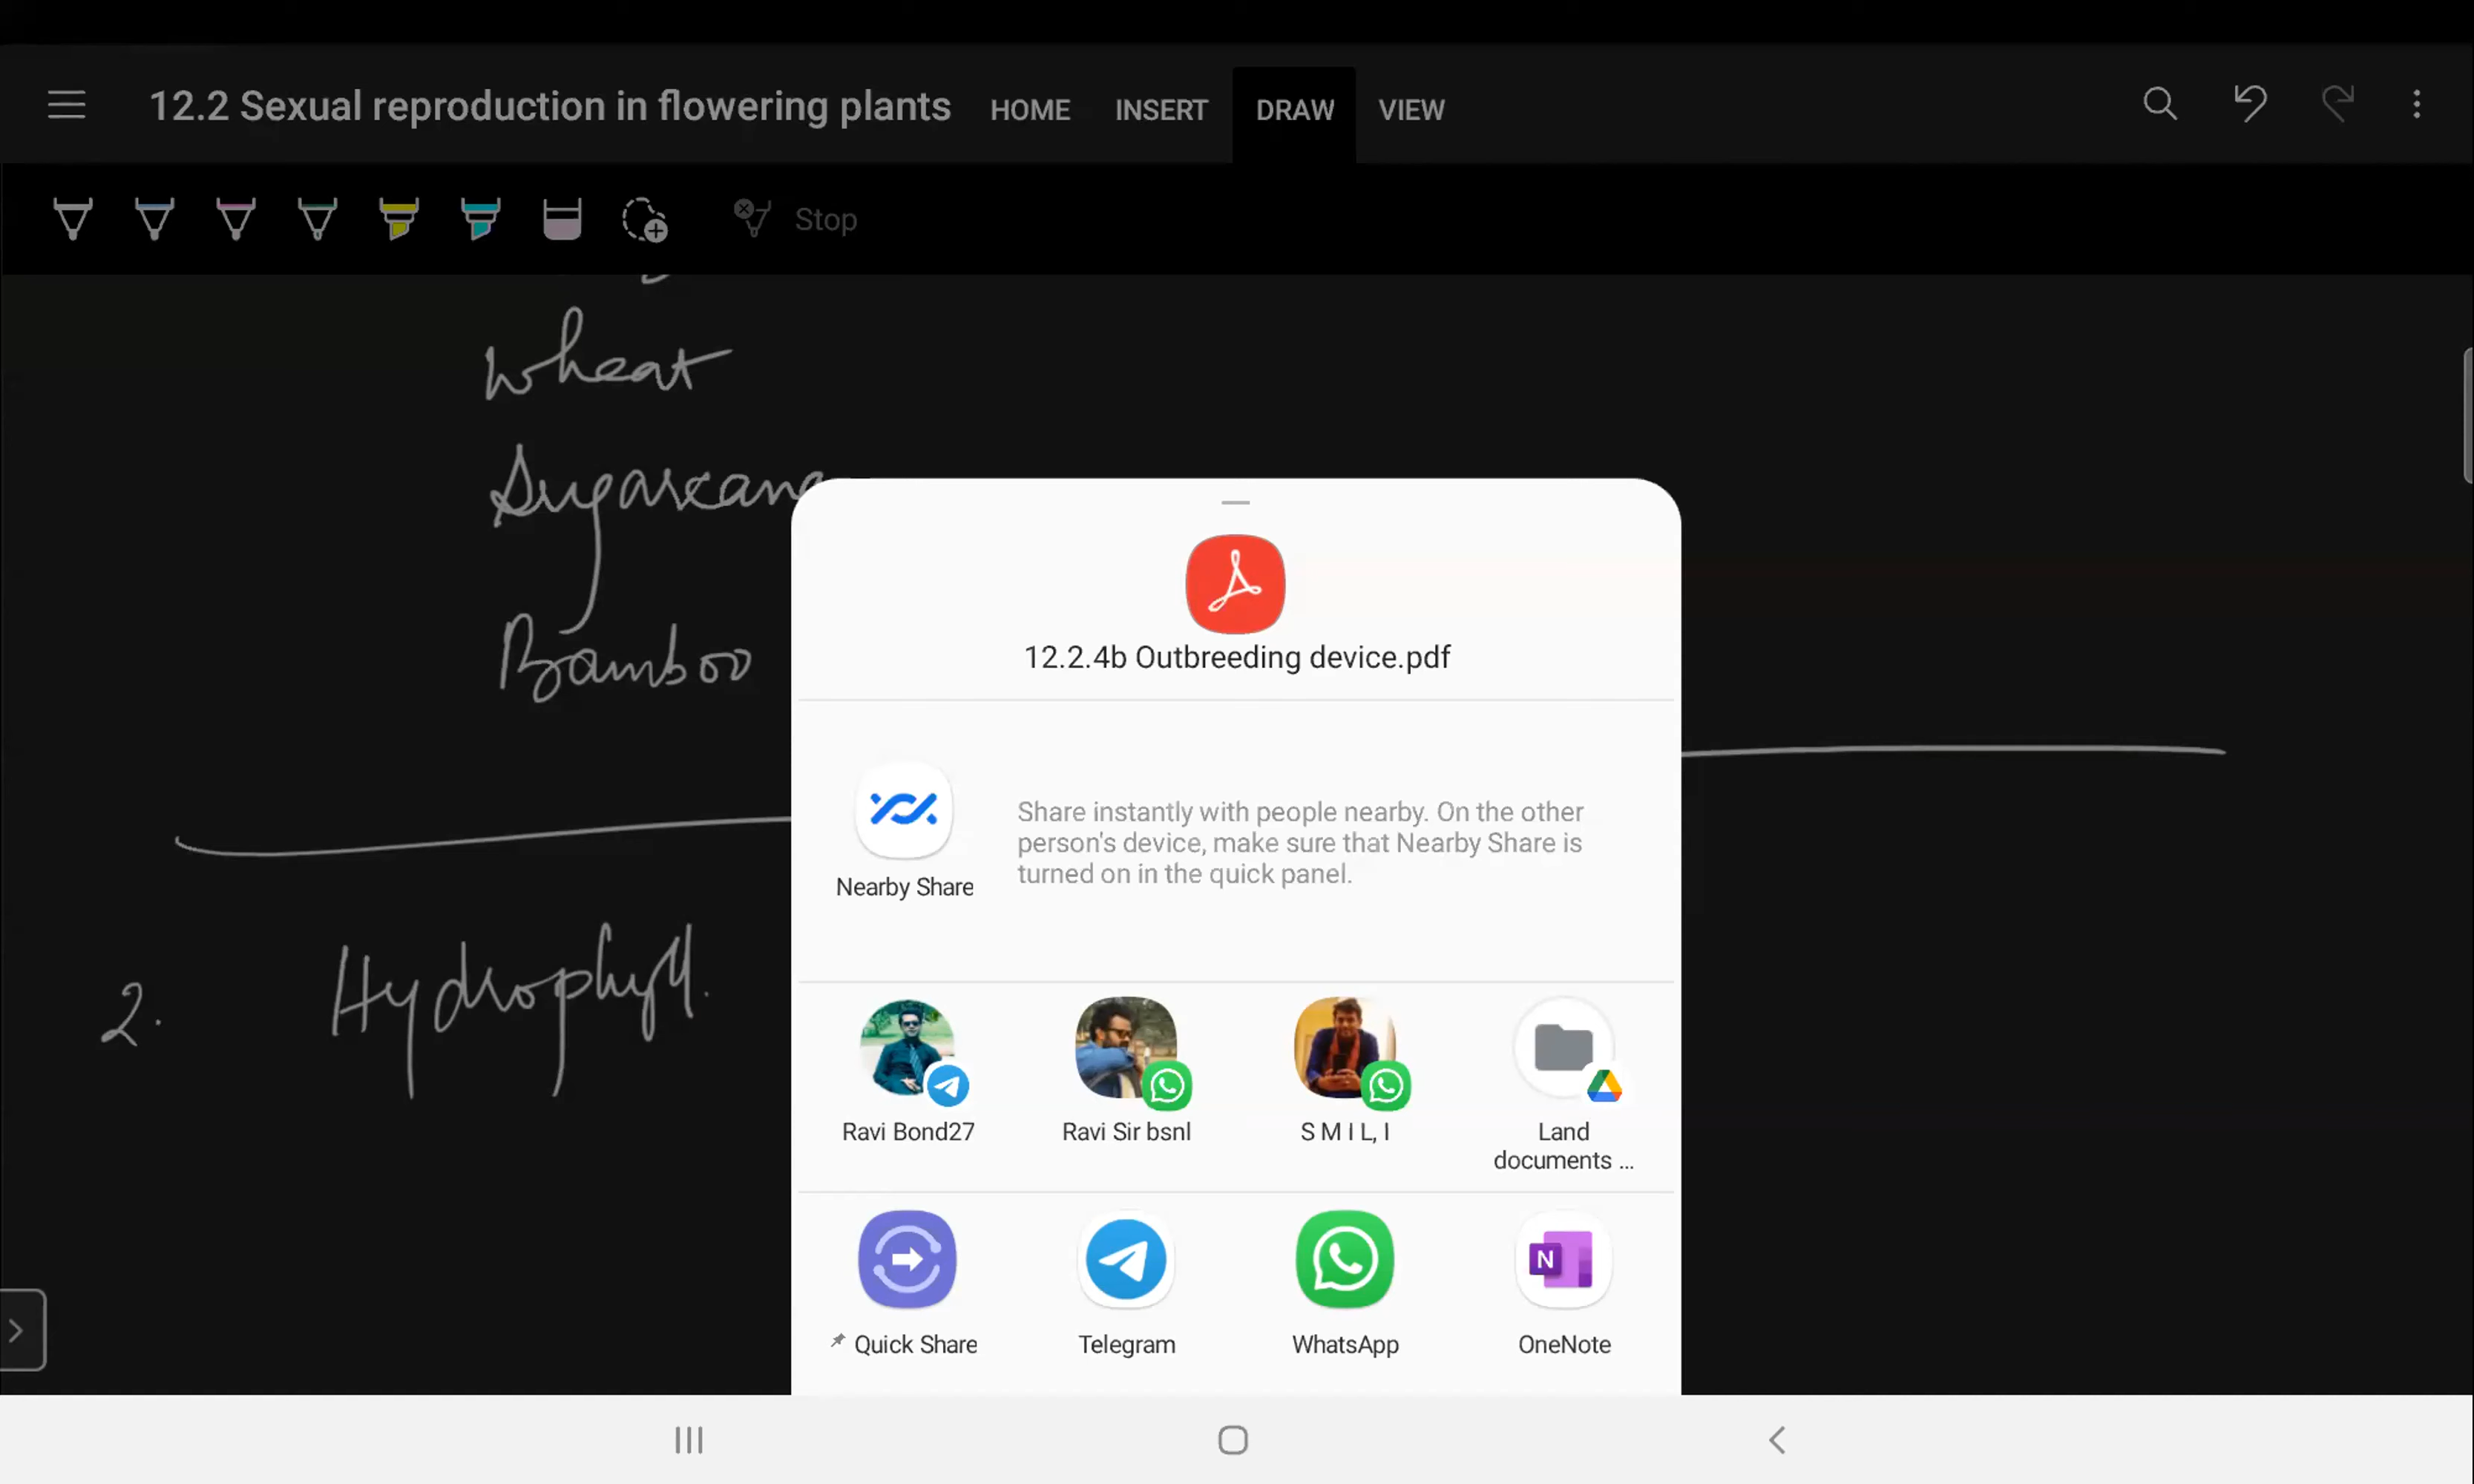 12.2 Sexual reproduction in flowering plants HOME INSERT DRAW VIEW
Stop
Wheat
Sugarcane
Bamboo
12.2.4b Outbreeding device.pdf
Share instantly with people nearby. On the other
person's device, make sure that Nearby Share is
turned on in the quick panel.
Nearby Share
2. Hydrophyll.
Ravi Bond27
Ravi Sir bsnl
S M I L, I
Land
documents ...
N
Quick Share
Telegram
WhatsApp
OneNote